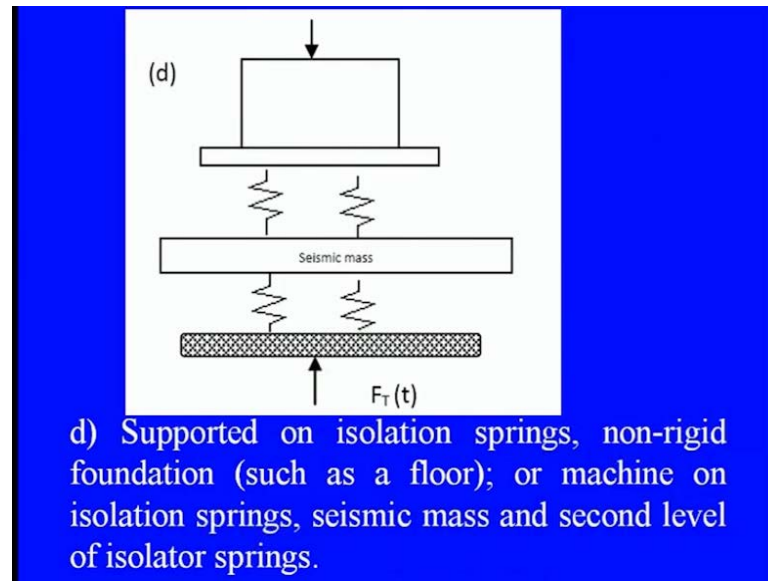 (d)
Seismic mass
F_T (t)
d) Supported on isolation springs, non-rigid
foundation (such as a floor); or machine on
isolation springs, seismic mass and second level
of isolator springs.